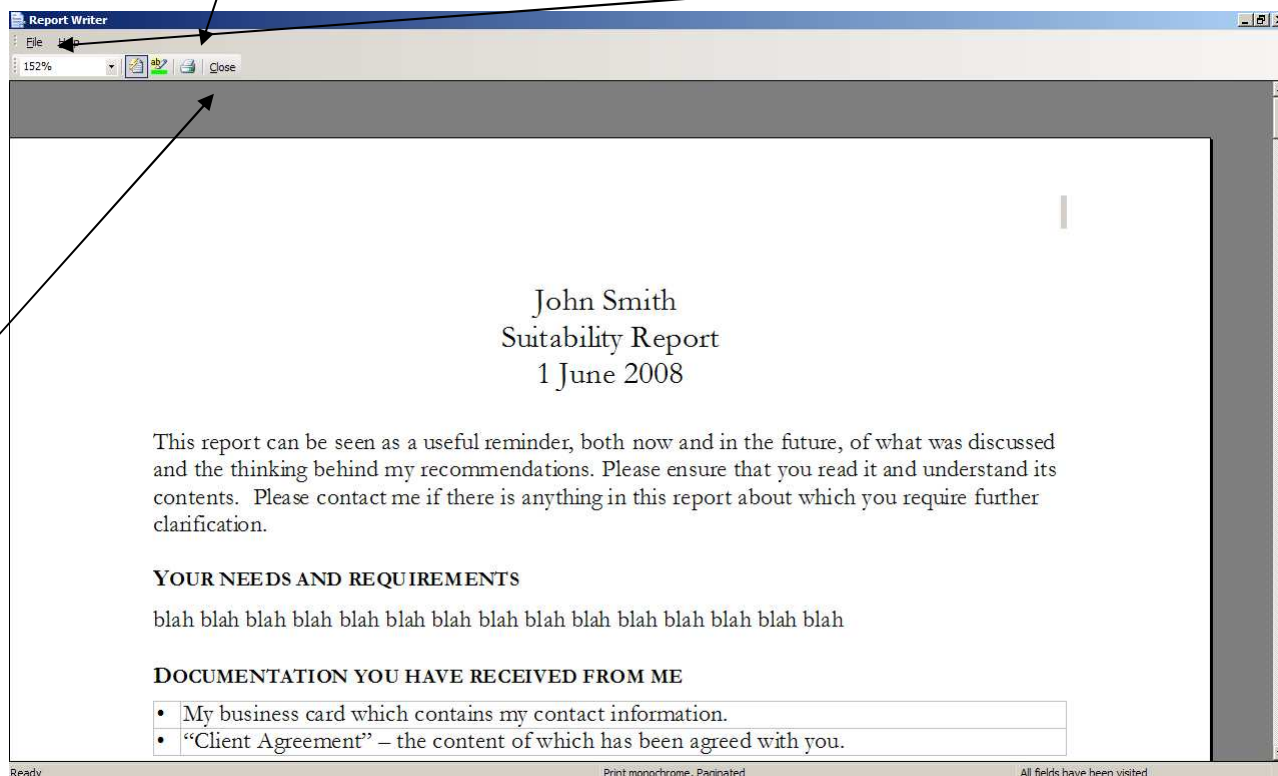 Report Writer
File Help
152% Close
John Smith
Suitability Report
1 June 2008
This report can be seen as a useful reminder, both now and in the future, of what was discussed
and the thinking behind my recommendations. Please ensure that you read it and understand its
contents. Please contact me if there is anything in this report about which you require further
clarification.
YOUR NEEDS AND REQUIREMENTS
blah blah blah blah blah blah blah blah blah blah blah blah blah blah blah
DOCUMENTATION YOU HAVE RECEIVED FROM ME
• My business card which contains my contact information.
• “Client Agreement” – the content of which has been agreed with you.
Ready Print monochrome, Paginated All fields have been visited